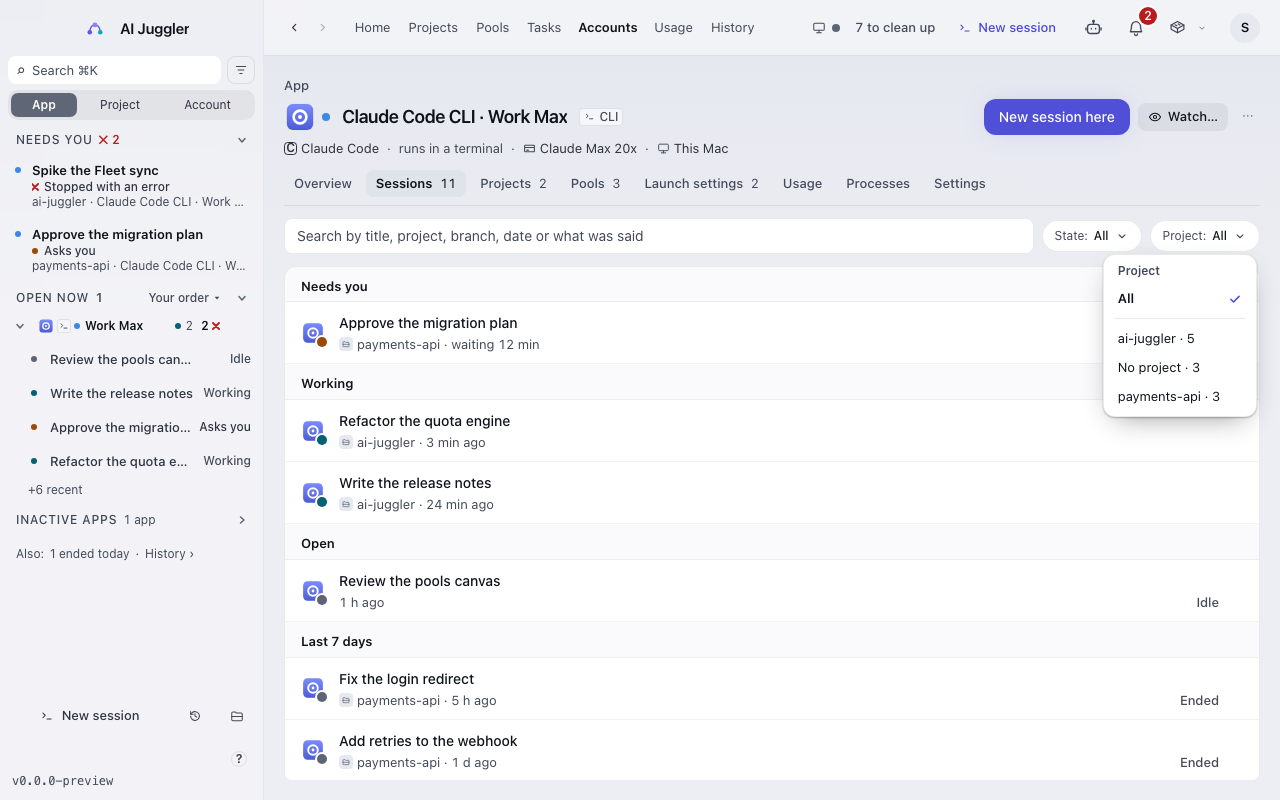 AI Juggler
Search ⌘K
App
Project
Account
NEEDS YOU 2
Spike the Fleet sync
Stopped with an error
ai-juggler · Claude Code CLI · Work ...
Approve the migration plan
Asks you
payments-api · Claude Code CLI · W...
OPEN NOW 1
Your order
Work Max
2
2
Review the pools can...
Idle
Write the release notes
Working
Approve the migratio...
Asks you
Refactor the quota e...
Working
+6 recent
INACTIVE APPS 1 app
Also: 1 ended today · History ›
New session
?
v0.0.0-preview
Home
Projects
Pools
Tasks
Accounts
Usage
History
7 to clean up
New session
2
S
App
Claude Code CLI · Work Max
CLI
New session here
Watch...
Claude Code · runs in a terminal · Claude Max 20x · This Mac
Overview
Sessions 11
Projects 2
Pools 3
Launch settings 2
Usage
Processes
Settings
Search by title, project, branch, date or what was said
State: All
Project: All
Project
All
ai-juggler · 5
No project · 3
payments-api · 3
Needs you
Approve the migration plan
payments-api · waiting 12 min
Working
Refactor the quota engine
ai-juggler · 3 min ago
Write the release notes
ai-juggler · 24 min ago
Open
Review the pools canvas
1 h ago
Idle
Last 7 days
Fix the login redirect
payments-api · 5 h ago
Ended
Add retries to the webhook
payments-api · 1 d ago
Ended